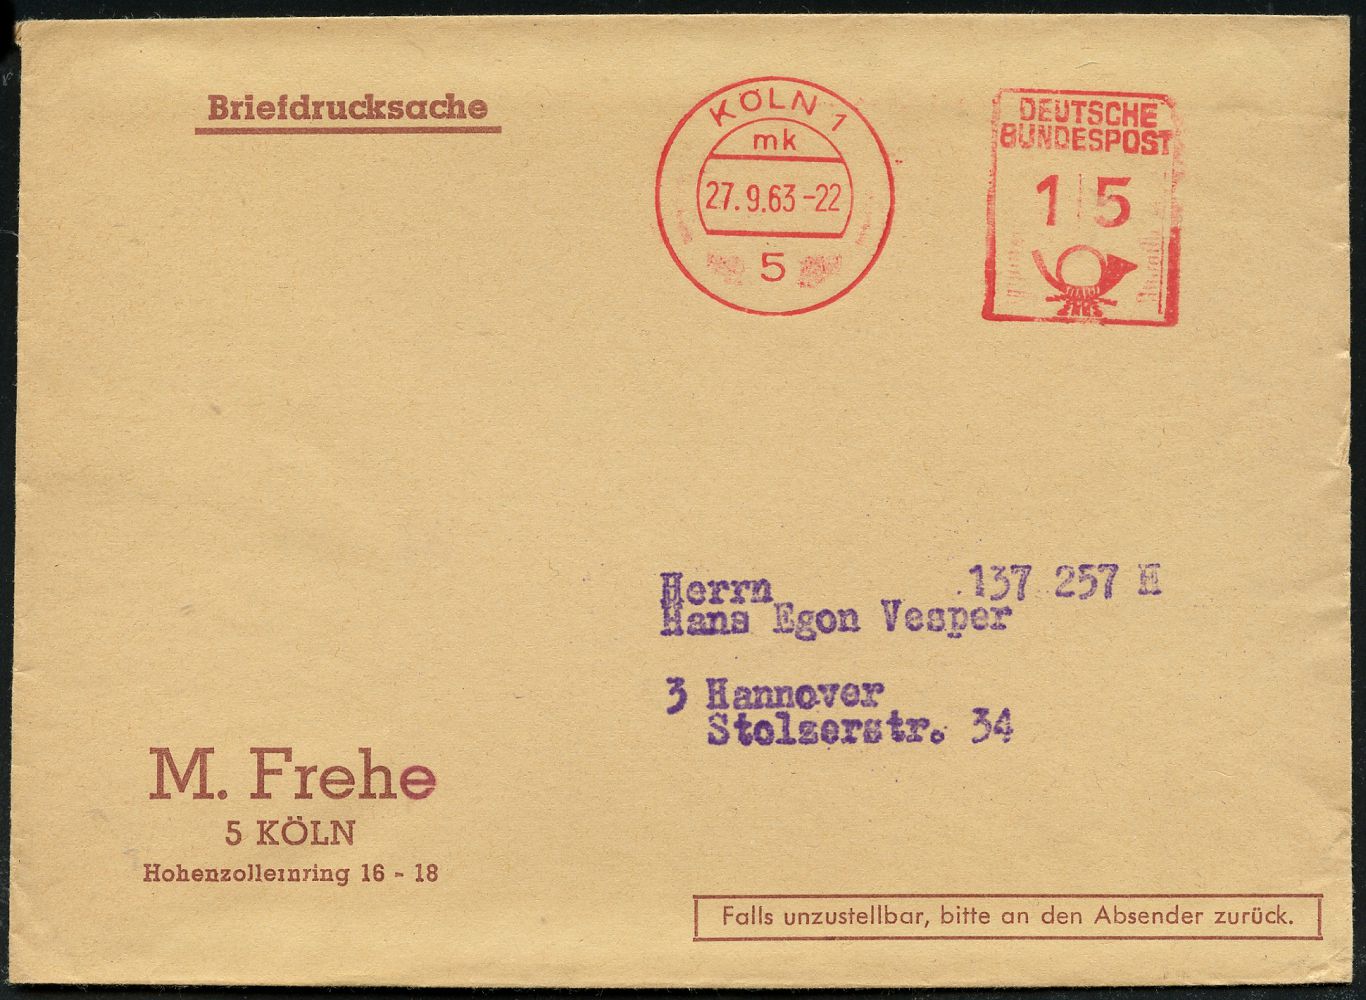 Briefdrucksache
KÖLN 1
mk
27.9.63-22
5
DEUTSCHE
BUNDESPOST
15
Herrn 137 257 H
Hans Egon Vesper
3 Hannover
Stolzerstr. 34
M. Frehe
5 KÖLN
Hohenzollernring 16 - 18
Falls unzustellbar, bitte an den Absender zurück.